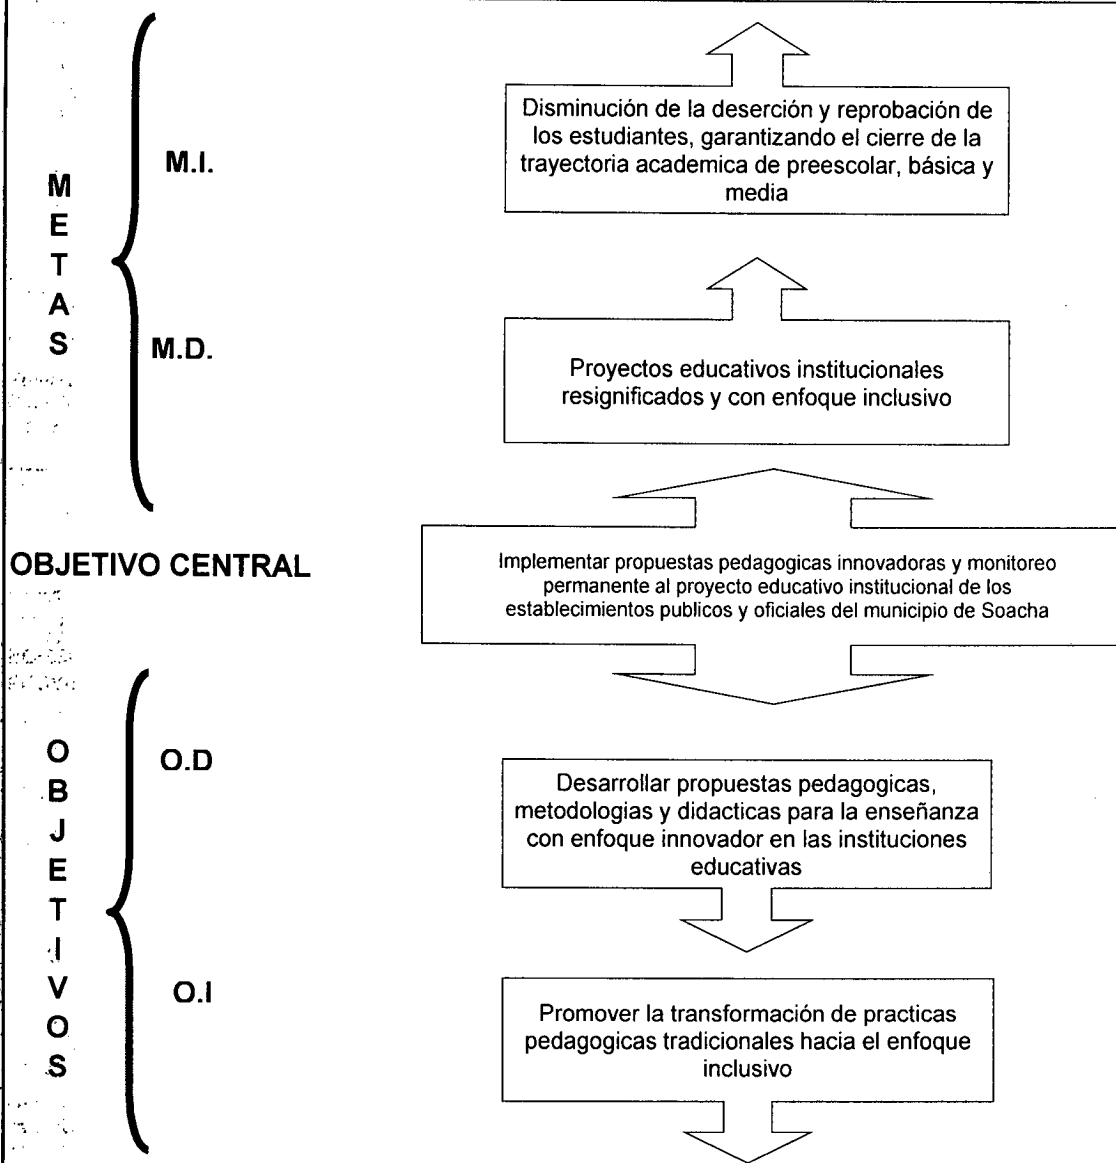 M.I.
Disminución de la deserción y reprobación de
los estudiantes, garantizando el cierre de la
trayectoria academica de preescolar, básica y
media
METAS
M.D.
Proyectos educativos institucionales
resignificados y con enfoque inclusivo
OBJETIVO CENTRAL
Implementar propuestas pedagogicas innovadoras y monitoreo
permanente al proyecto educativo institucional de los
establecimientos publicos y oficiales del municipio de Soacha
OBJETIVOS
O.D
Desarrollar propuestas pedagogicas,
metodologias y didacticas para la enseñanza
con enfoque innovador en las instituciones
educativas
O.I
Promover la transformación de practicas
pedagogicas tradicionales hacia el enfoque
inclusivo